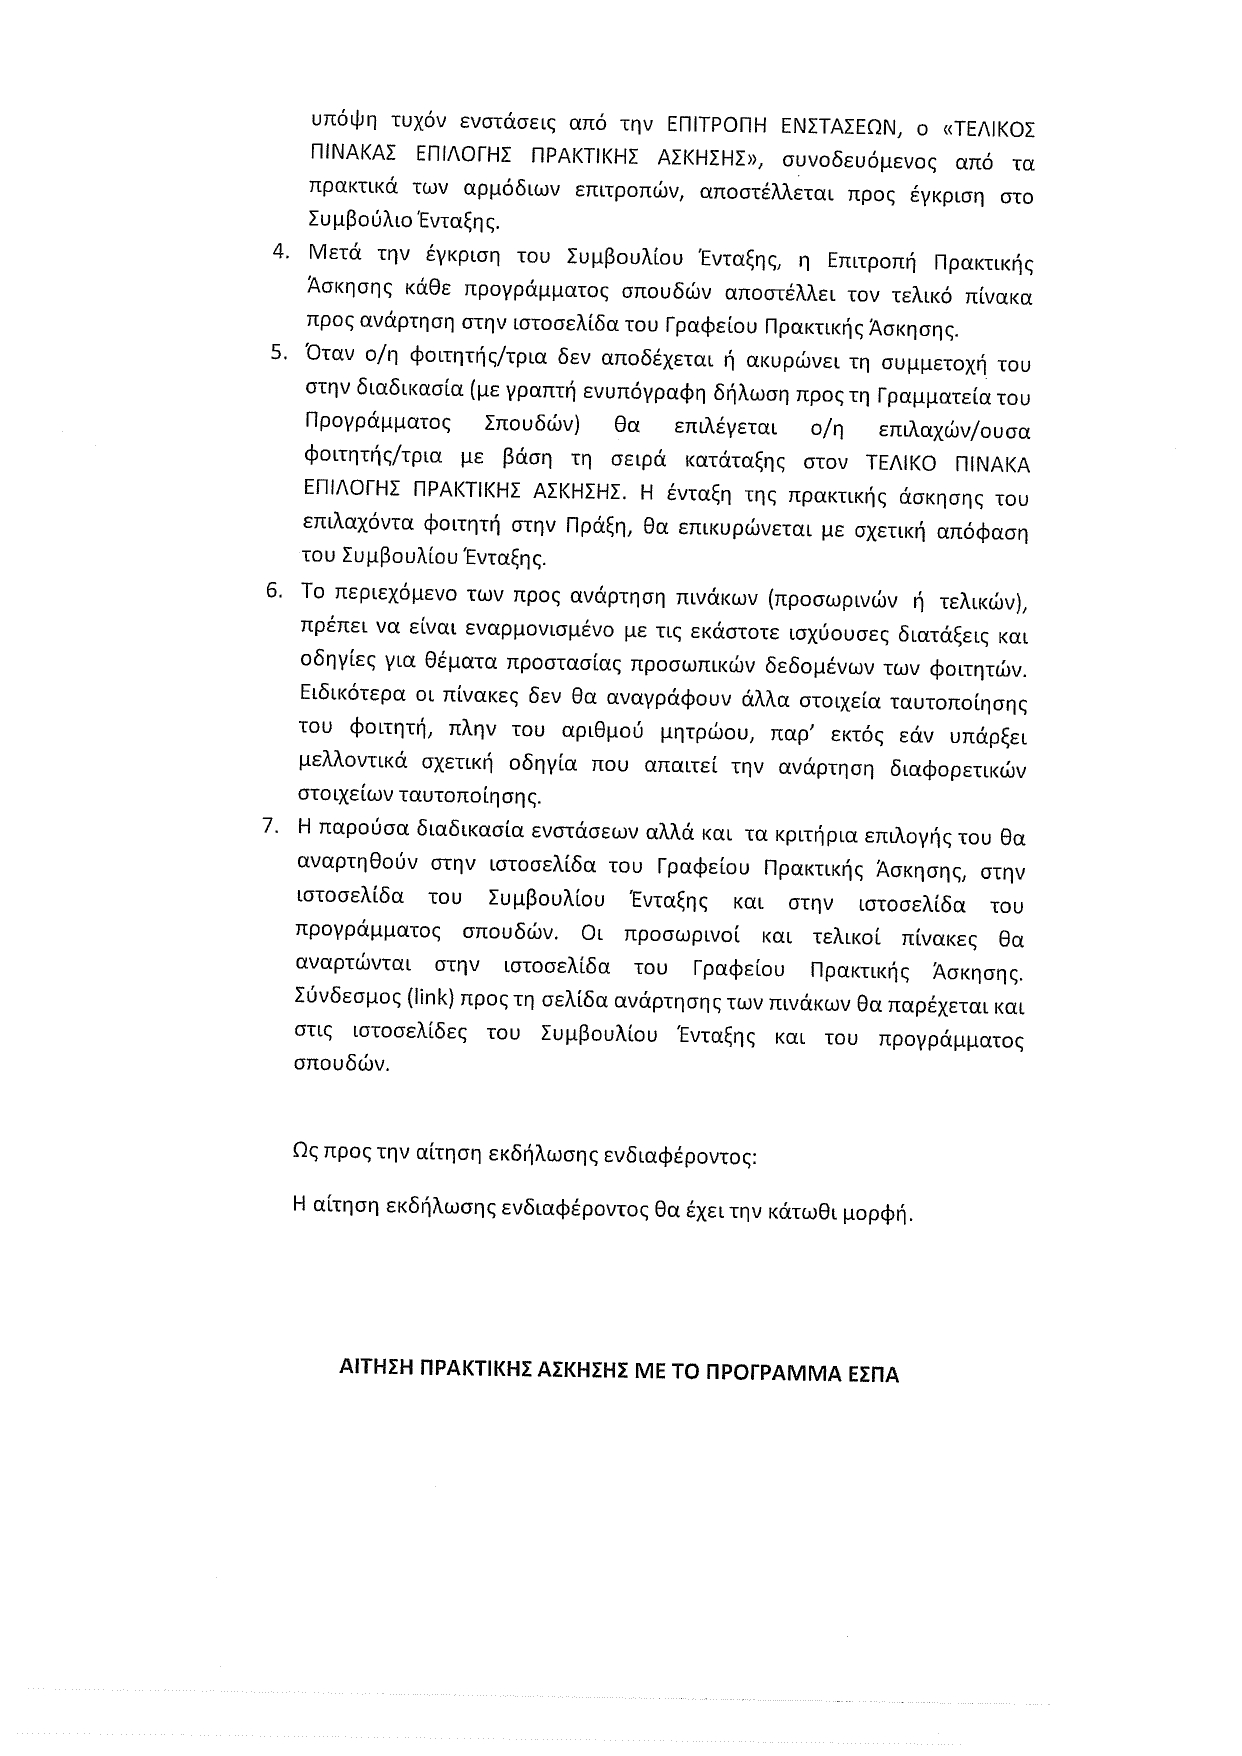 υπόψη τυχόν ενστάσεις από την ΕΠΙΤΡΟΠΗ ΕΝΣΤΑΣΕΩΝ, ο «ΤΕΛΙΚΟΣ
ΠΙΝΑΚΑΣ ΕΠΙΛΟΓΗΣ ΠΡΑΚΤΙΚΗΣ ΑΣΚΗΣΗΣ», συνοδευόμενος από τα
πρακτικά των αρμόδιων επιτροπών, αποστέλλεται προς έγκριση στο
Συμβούλιο Ένταξης.
4. Μετά την έγκριση του Συμβουλίου Ένταξης, η Επιτροπή Πρακτικής
Άσκησης κάθε προγράμματος σπουδών αποστέλλει τον τελικό πίνακα
προς ανάρτηση στην ιστοσελίδα του Γραφείου Πρακτικής Άσκησης.
5. Όταν ο/η φοιτητής/τρια δεν αποδέχεται ή ακυρώνει τη συμμετοχή του
στην διαδικασία (με γραπτή ενυπόγραφη δήλωση προς τη Γραμματεία του
Προγράμματος Σπουδών) θα επιλέγεται ο/η επιλαχών/ουσα
φοιτητής/τρια με βάση τη σειρά κατάταξης στον ΤΕΛΙΚΟ ΠΙΝΑΚΑ
ΕΠΙΛΟΓΗΣ ΠΡΑΚΤΙΚΗΣ ΑΣΚΗΣΗΣ. Η ένταξη της πρακτικής άσκησης του
επιλαχόντα φοιτητή στην Πράξη, θα επικυρώνεται με σχετική απόφαση
του Συμβουλίου Ένταξης.
6. Το περιεχόμενο των προς ανάρτηση πινάκων (προσωρινών ή τελικών),
πρέπει να είναι εναρμονισμένο με τις εκάστοτε ισχύουσες διατάξεις και
οδηγίες για θέματα προστασίας προσωπικών δεδομένων των φοιτητών.
Ειδικότερα οι πίνακες δεν θα αναγράφουν άλλα στοιχεία ταυτοποίησης
του φοιτητή, πλην του αριθμού μητρώου, παρ’ εκτός εάν υπάρξει
μελλοντικά σχετική οδηγία που απαιτεί την ανάρτηση διαφορετικών
στοιχείων ταυτοποίησης.
7. Η παρούσα διαδικασία ενστάσεων αλλά και τα κριτήρια επιλογής του θα
αναρτηθούν στην ιστοσελίδα του Γραφείου Πρακτικής Άσκησης, στην
ιστοσελίδα του Συμβουλίου Ένταξης και στην ιστοσελίδα του
προγράμματος σπουδών. Οι προσωρινοί και τελικοί πίνακες θα
αναρτώνται στην ιστοσελίδα του Γραφείου Πρακτικής Άσκησης.
Σύνδεσμος (link) προς τη σελίδα ανάρτησης των πινάκων θα παρέχεται και
στις ιστοσελίδες του Συμβουλίου Ένταξης και του προγράμματος
σπουδών.
Ως προς την αίτηση εκδήλωσης ενδιαφέροντος:
Η αίτηση εκδήλωσης ενδιαφέροντος θα έχει την κάτωθι μορφή.
ΑΙΤΗΣΗ ΠΡΑΚΤΙΚΗΣ ΑΣΚΗΣΗΣ ΜΕ ΤΟ ΠΡΟΓΡΑΜΜΑ ΕΣΠΑ